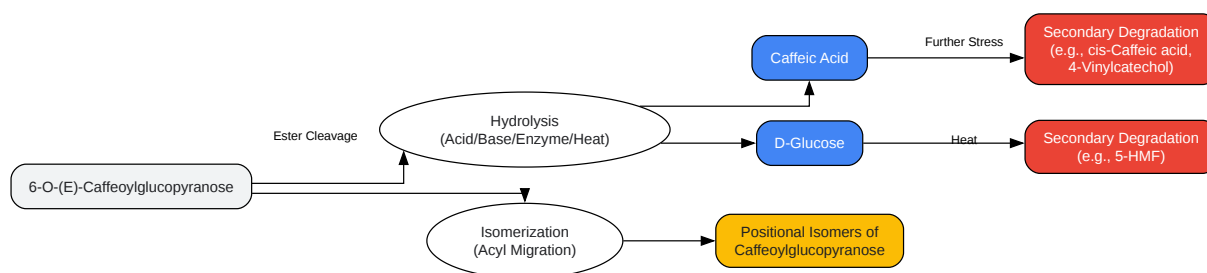 6-O-(E)-Caffeoylglucopyranose
Ester Cleavage
Hydrolysis
(Acid/Base/Enzyme/Heat)
Isomerization
(Acyl Migration)
Caffeic Acid
D-Glucose
Positional Isomers of
Caffeoylglucopyranose
Further Stress
Heat
Secondary Degradation
(e.g., cis-Caffeic acid,
4-Vinylcatechol)
Secondary Degradation
(e.g., 5-HMF)